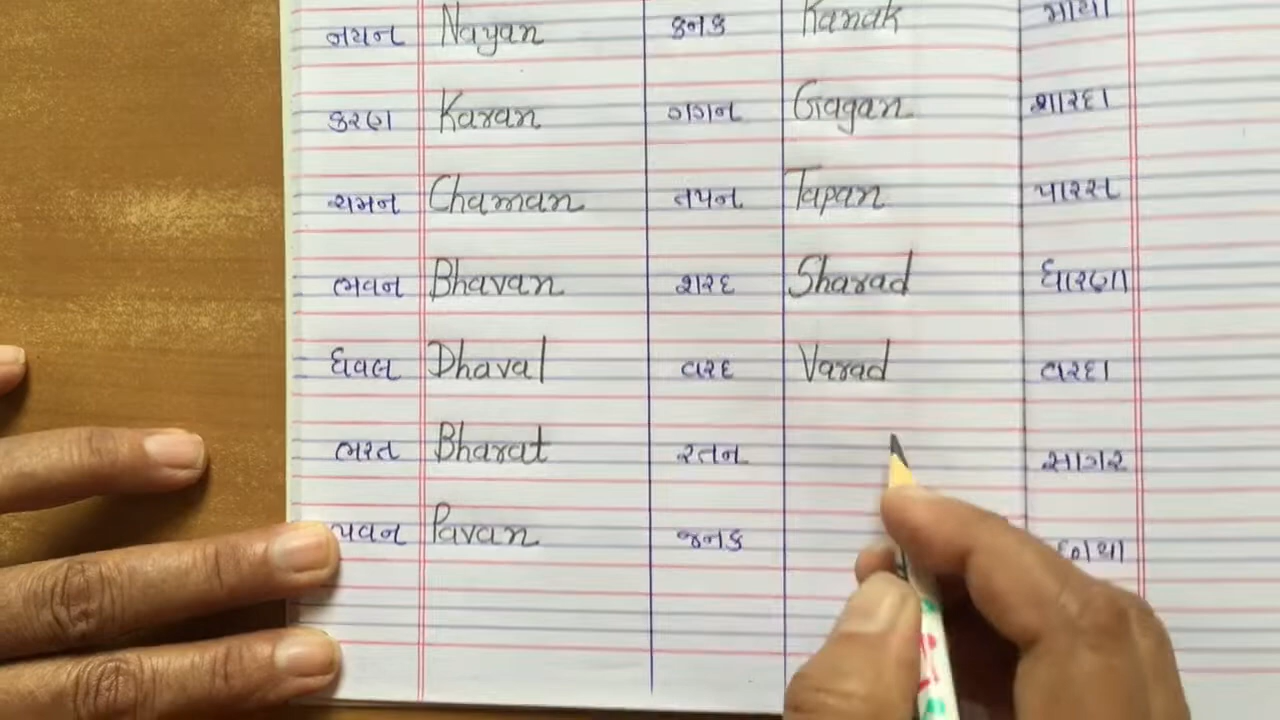 નયન Nayan કનક Kanak માયા
કરણ Karan ગગન Gagan શારદા
ચમન Chaman તપન Tapan પારસ
ભવન Bhavan શરદ Sharad ધારણા
ધવલ Dhaval વરદ Varad વરદા
ભરત Bharat રતન સાગર
પવન Pavan જનક